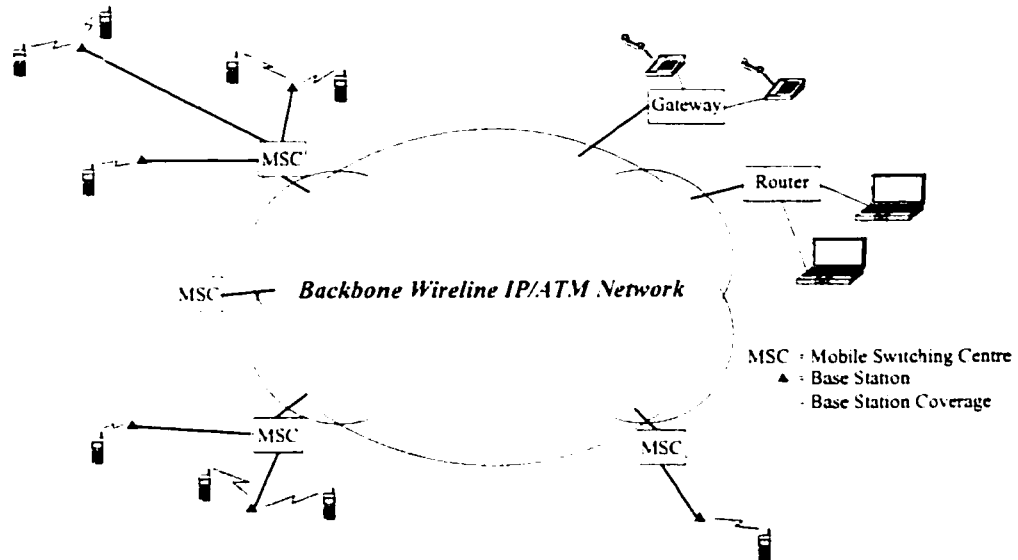 Gateway
MSC
Router
MSC
Backbone Wireline IP/ATM Network
MSC = Mobile Switching Centre
▲ = Base Station
- Base Station Coverage
MSC
MSC